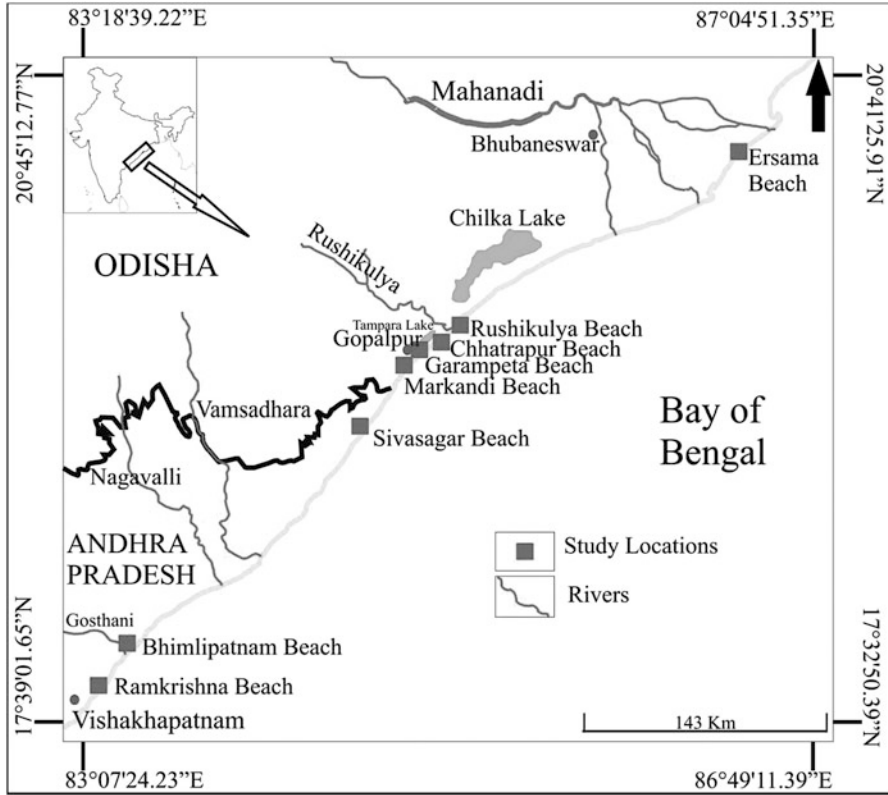 83°18'39.22”E
87°04'51.35”E
20°45'12.77”N
20°41'25.91”N
Mahanadi
Bhubaneswar
Ersama
Beach
Chilka Lake
Rushikulya
ODISHA
Tampara Lake
Rushikulya Beach
Gopalpur
Chhatrapur Beach
Garampeta Beach
Markandi Beach
Vamsadhara
Sivasagar Beach
Bay of
Bengal
Nagavalli
ANDHRA
PRADESH
Study Locations
Rivers
Gosthani
Bhimlipatnam Beach
Ramkrishna Beach
Vishakhapatnam
143 Km
17°39'01.65”N
17°32'50.39”N
83°07'24.23”E
86°49'11.39”E